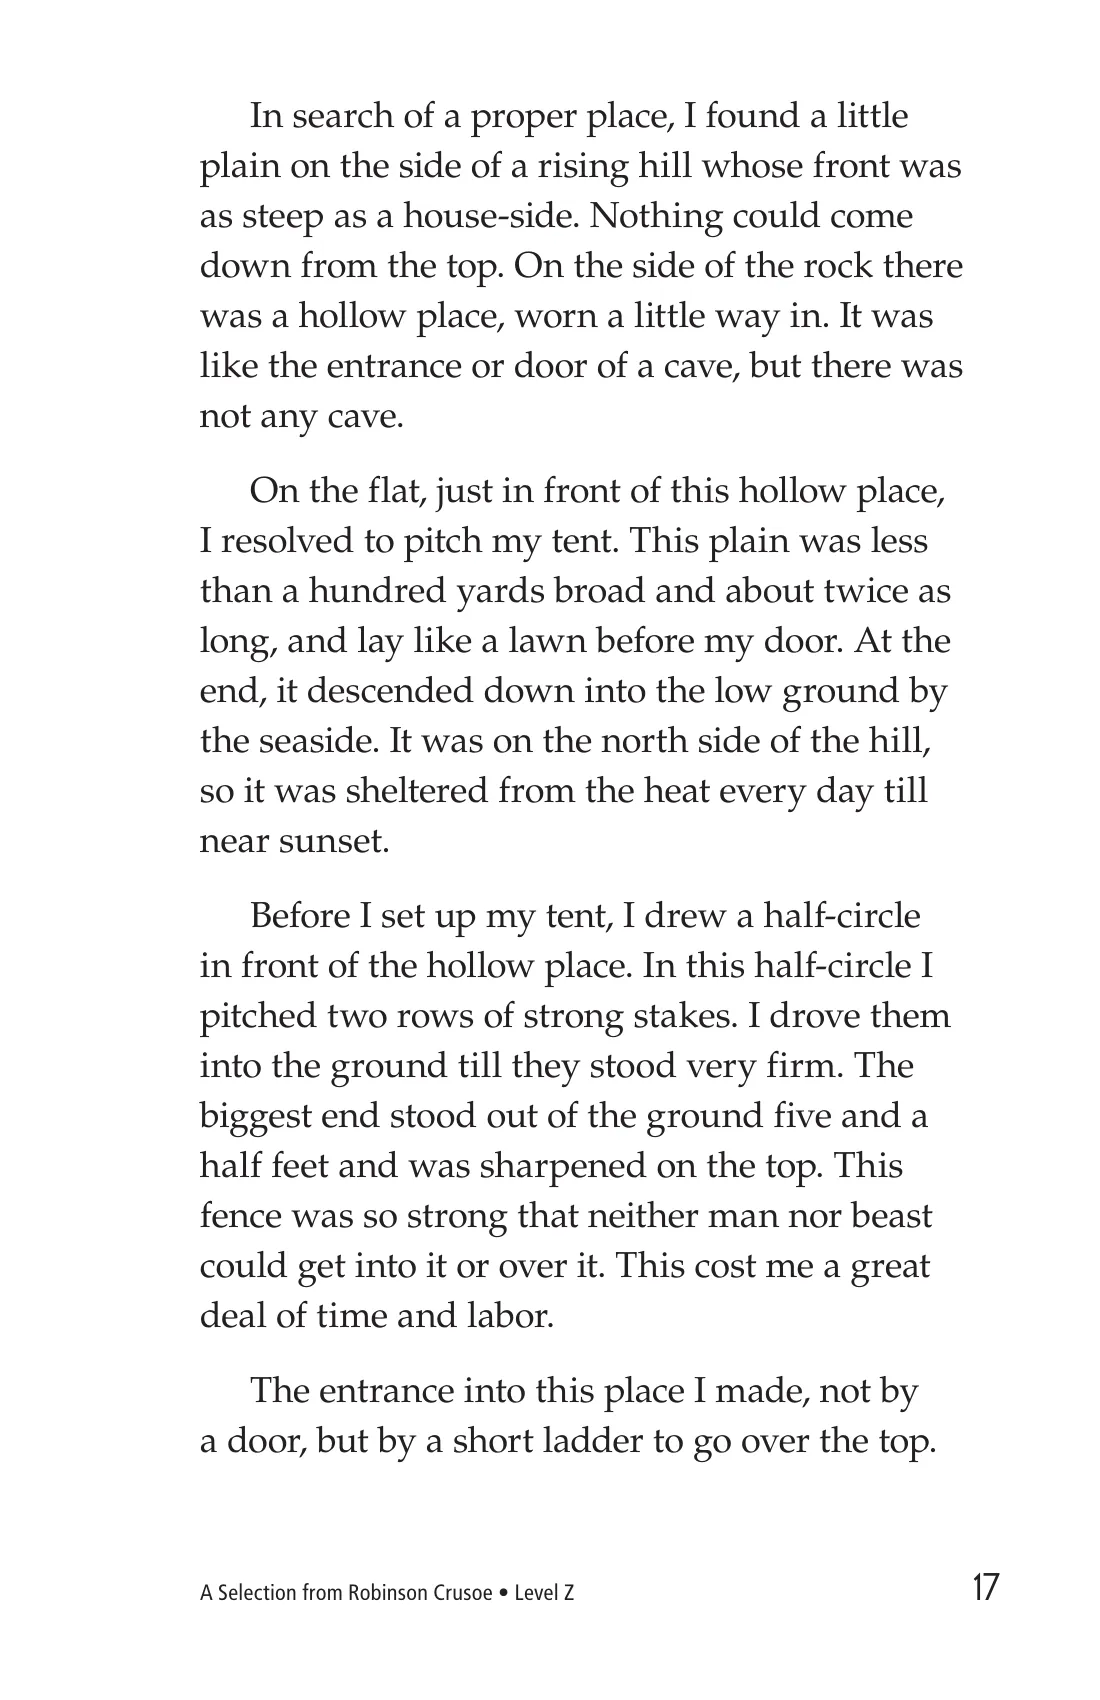 In search of a proper place, I found a little
plain on the side of a rising hill whose front was
as steep as a house-side. Nothing could come
down from the top. On the side of the rock there
was a hollow place, worn a little way in. It was
like the entrance or door of a cave, but there was
not any cave.
On the flat, just in front of this hollow place,
I resolved to pitch my tent. This plain was less
than a hundred yards broad and about twice as
long, and lay like a lawn before my door. At the
end, it descended down into the low ground by
the seaside. It was on the north side of the hill,
so it was sheltered from the heat every day till
near sunset.
Before I set up my tent, I drew a half-circle
in front of the hollow place. In this half-circle I
pitched two rows of strong stakes. I drove them
into the ground till they stood very firm. The
biggest end stood out of the ground five and a
half feet and was sharpened on the top. This
fence was so strong that neither man nor beast
could get into it or over it. This cost me a great
deal of time and labor.
The entrance into this place I made, not by
a door, but by a short ladder to go over the top.
A Selection from Robinson Crusoe • Level Z
17